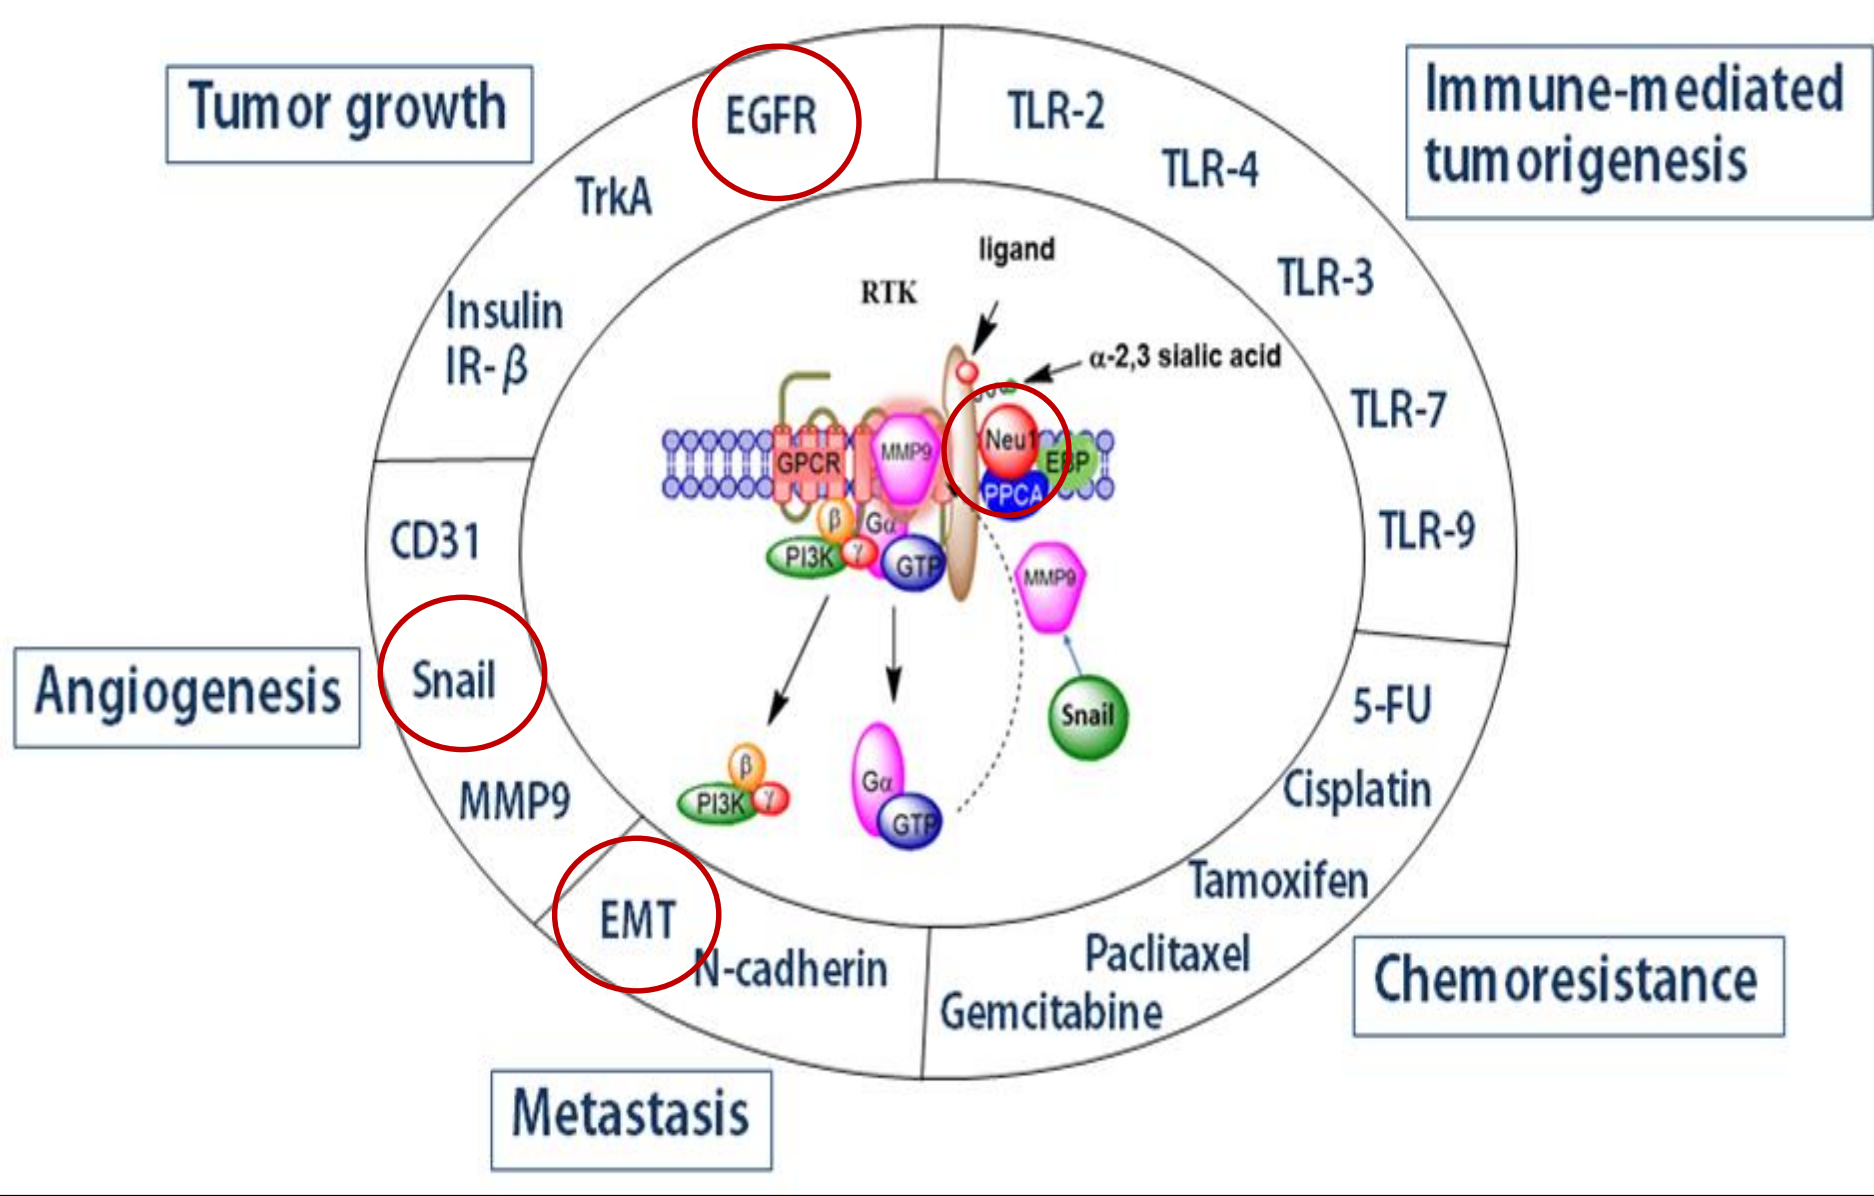 Tumor growth
EGFR
TrkA
Insulin
IR-β
TLR-2
TLR-4
TLR-3
TLR-7
TLR-9
Immune-mediated
tumorigenesis
ligand
RTK
α-2,3 sialic acid
GPCR
MMP9
Neu1
EBP
PPCA
β
Gα
PI3K
γ
GTP
MMP9
Snail
β
PI3K
γ
Gα
GTP
CD31
Snail
MMP9
Angiogenesis
EMT
N-cadherin
Metastasis
5-FU
Cisplatin
Tamoxifen
Paclitaxel
Gemcitabine
Chemoresistance